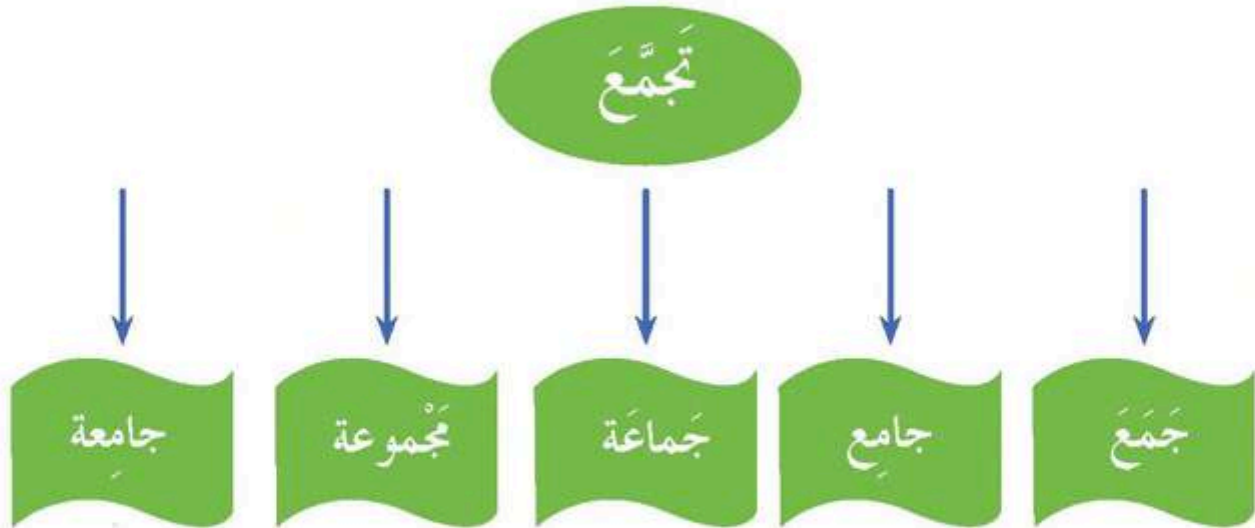 تَجَمَّعَ
جَمَعَ
جامِع
جَماعَة
مَجْموعة
جامِعة